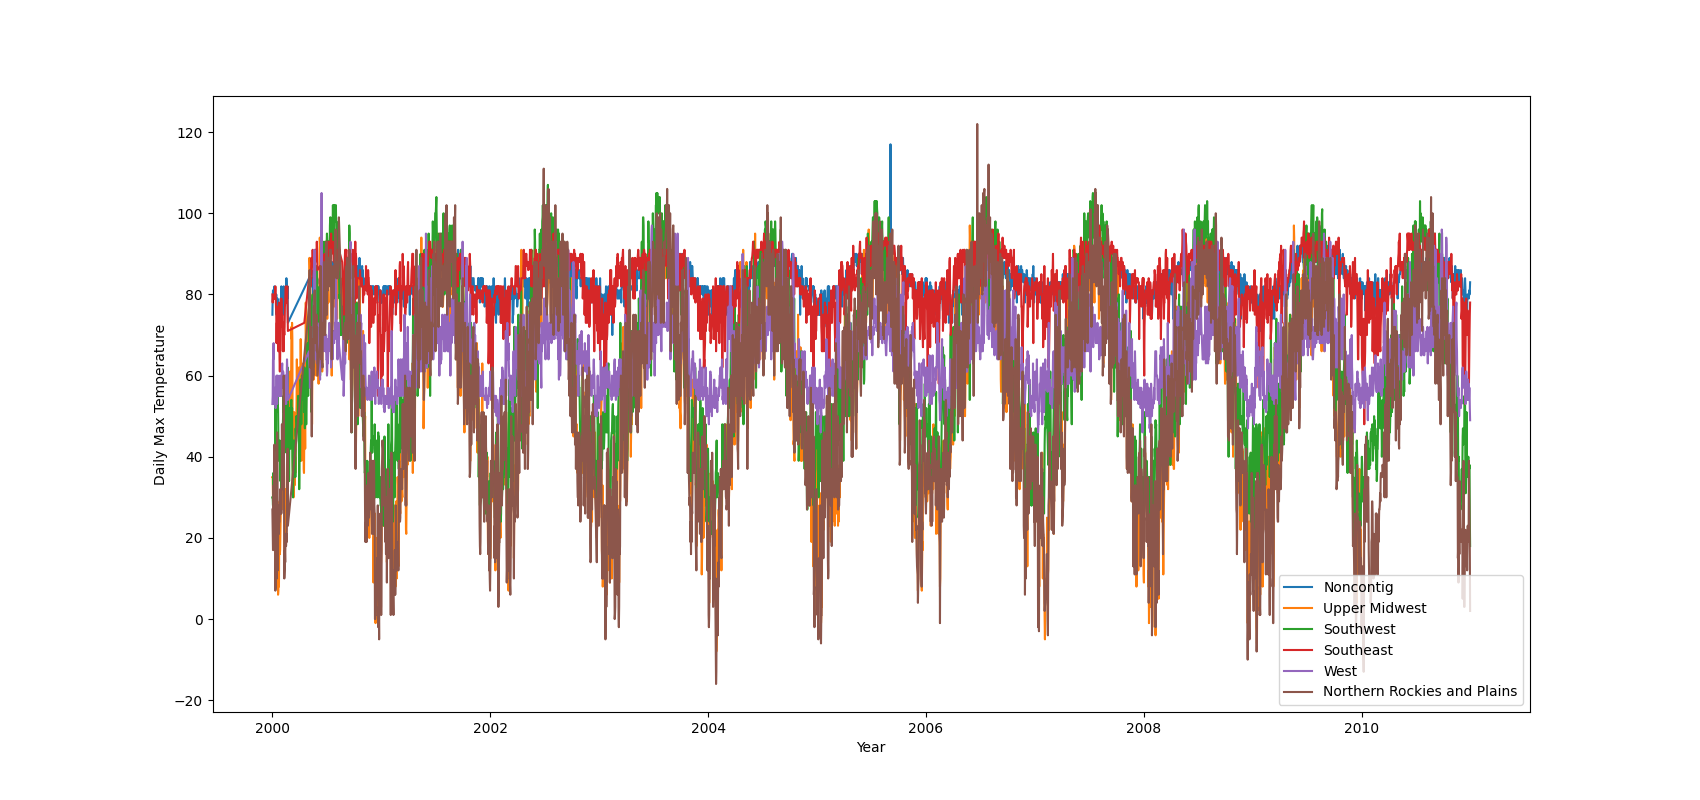 120
100
80
60
40
20
0
−20
Daily Max Temperature
2000
2002
2004
2006
2008
2010
Year
Noncontig
Upper Midwest
Southwest
Southeast
West
Northern Rockies and Plains